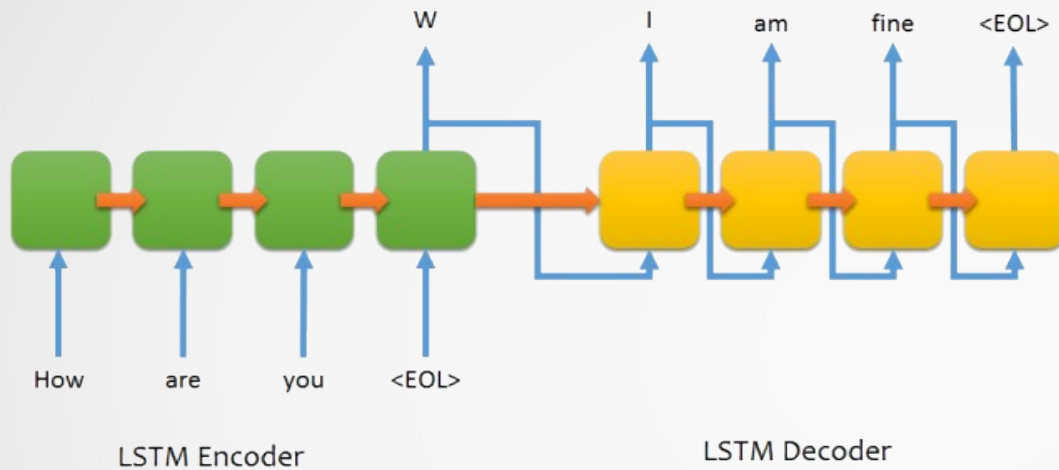 W I am fine <EOL>
How are you <EOL>
LSTM Encoder LSTM Decoder